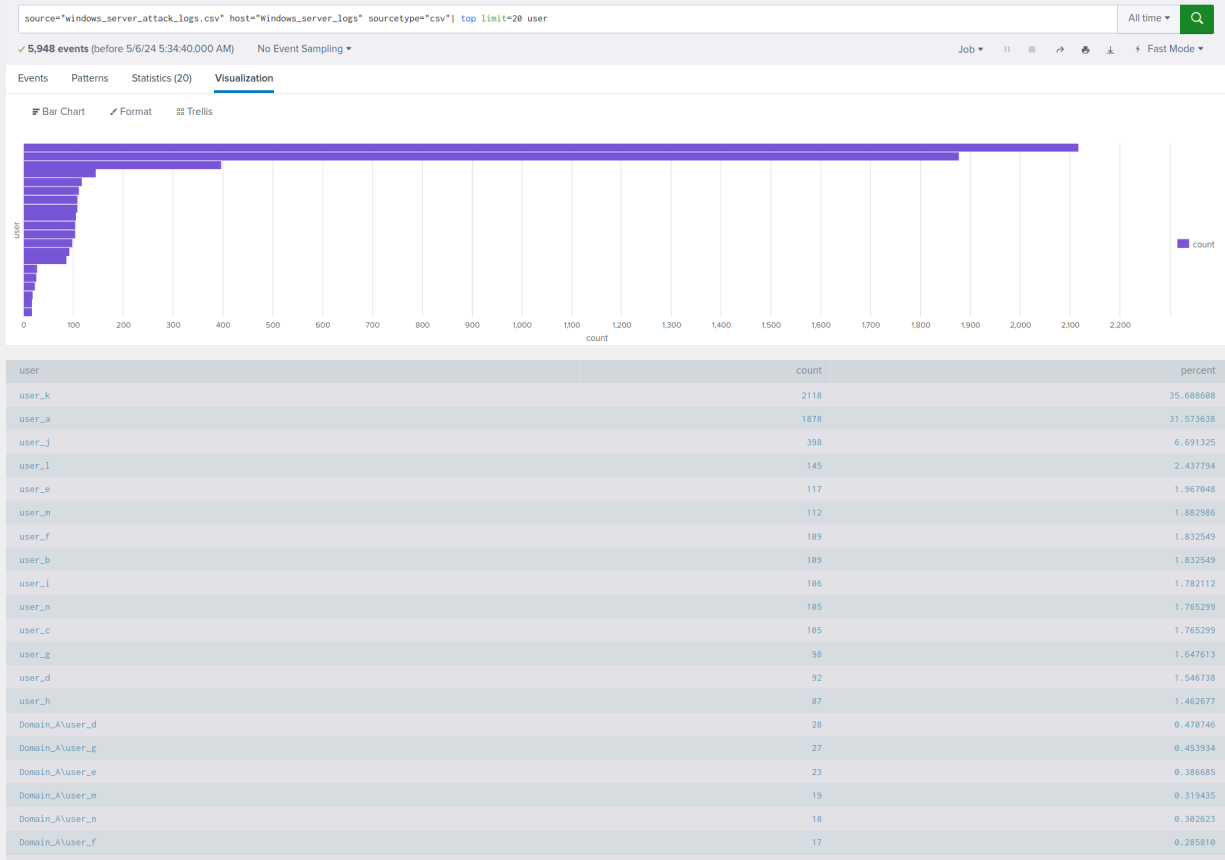 source="windows_server_attack_logs.csv" host="Windows_server_logs" sourcetype="csv"| top limit=20 user
All time
5,948 events (before 5/6/24 5:34:40.000 AM) No Event Sampling Job Fast Mode
Events Patterns Statistics (20) Visualization
Bar Chart Format Trellis
user
count
0 100 200 300 400 500 600 700 800 900 1,000 1,100 1,200 1,300 1,400 1,500 1,600 1,700 1,800 1,900 2,000 2,100 2,200
count
user count percent
user_k 2118 35.608608
user_a 1878 31.573638
user_j 398 6.691325
user_l 145 2.437794
user_e 117 1.967048
user_m 112 1.882986
user_f 109 1.832549
user_b 109 1.832549
user_i 106 1.782112
user_n 105 1.765299
user_c 105 1.765299
user_g 98 1.647613
user_d 92 1.546738
user_h 87 1.462677
Domain_A\user_d 28 0.470746
Domain_A\user_g 27 0.453934
Domain_A\user_e 23 0.386685
Domain_A\user_m 19 0.319435
Domain_A\user_n 18 0.302623
Domain_A\user_f 17 0.285810